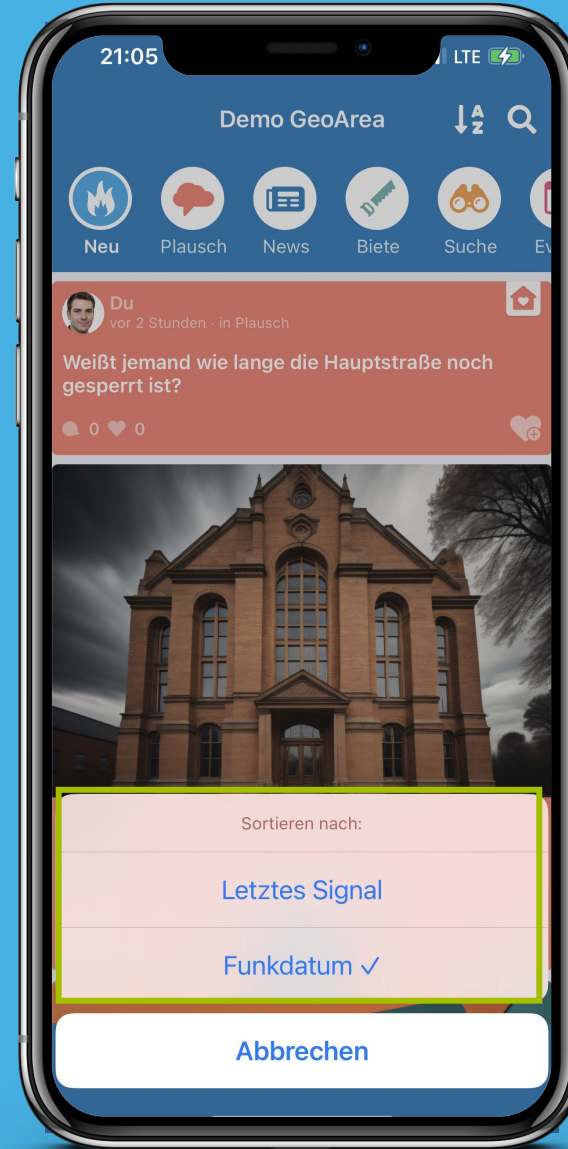 21:05
LTE
Demo GeoArea
A
Z
Neu
Plausch
News
Biete
Suche
Ev
Du
vor 2 Stunden · in Plausch
Weißt jemand wie lange die Hauptstraße noch
gesperrt ist?
0 0
Sortieren nach:
Letztes Signal
Funkdatum ✓
Abbrechen